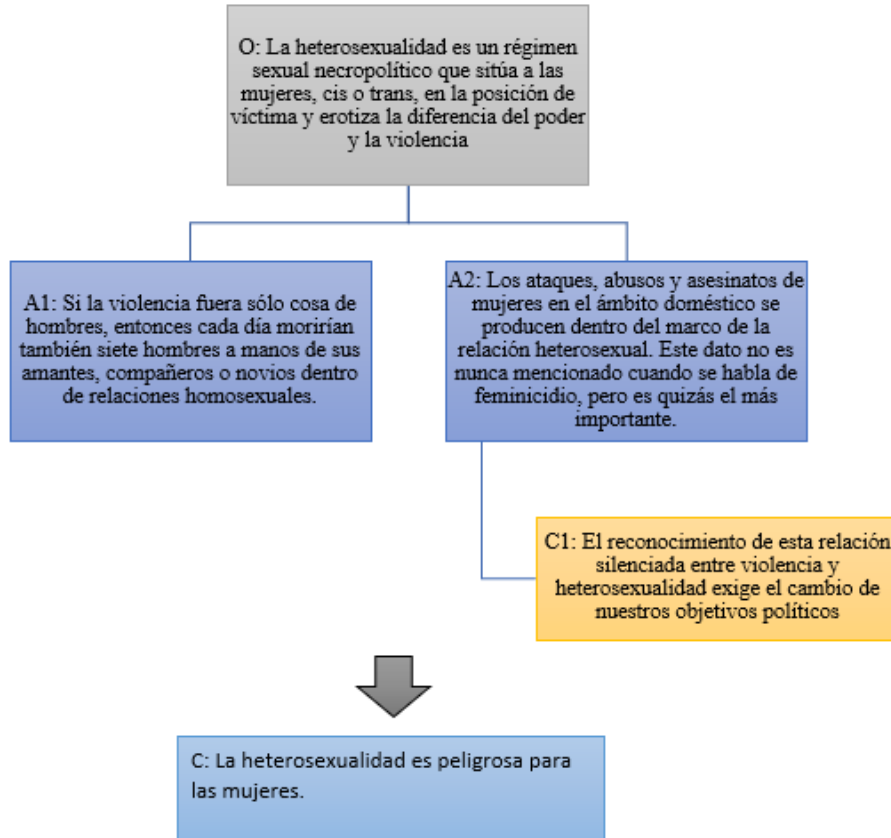 O: La heterosexualidad es un régimen
sexual necropolítico que sitúa a las
mujeres, cis o trans, en la posición de
víctima y erotiza la diferencia del poder
y la violencia
A1: Si la violencia fuera sólo cosa de
hombres, entonces cada día morirían
también siete hombres a manos de sus
amantes, compañeros o novios dentro
de relaciones homosexuales.
A2: Los ataques, abusos y asesinatos de
mujeres en el ámbito doméstico se
producen dentro del marco de la
relación heterosexual. Este dato no es
nunca mencionado cuando se habla de
feminicidio, pero es quizás el más
importante.
C1: El reconocimiento de esta relación
silenciada entre violencia y
heterosexualidad exige el cambio de
nuestros objetivos políticos
C: La heterosexualidad es peligrosa para
las mujeres.